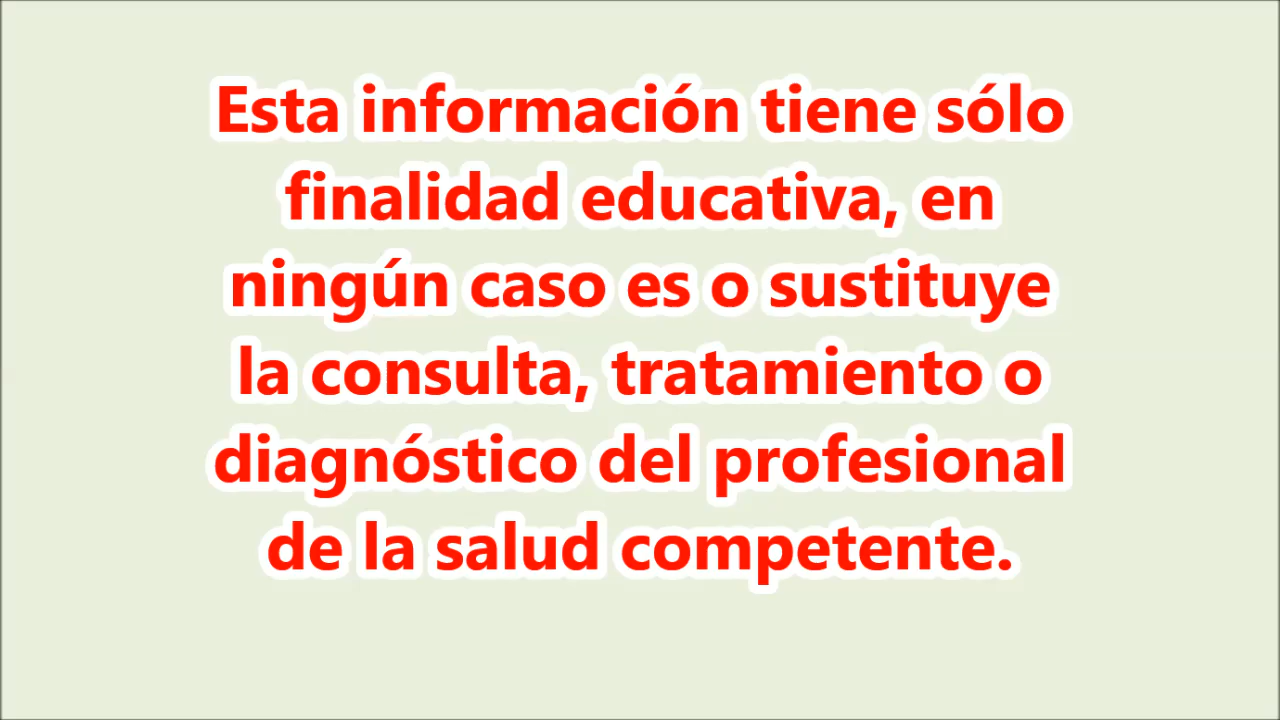 Esta información tiene sólo
finalidad educativa, en
ningún caso es o sustituye
la consulta, tratamiento o
diagnóstico del profesional
de la salud competente.